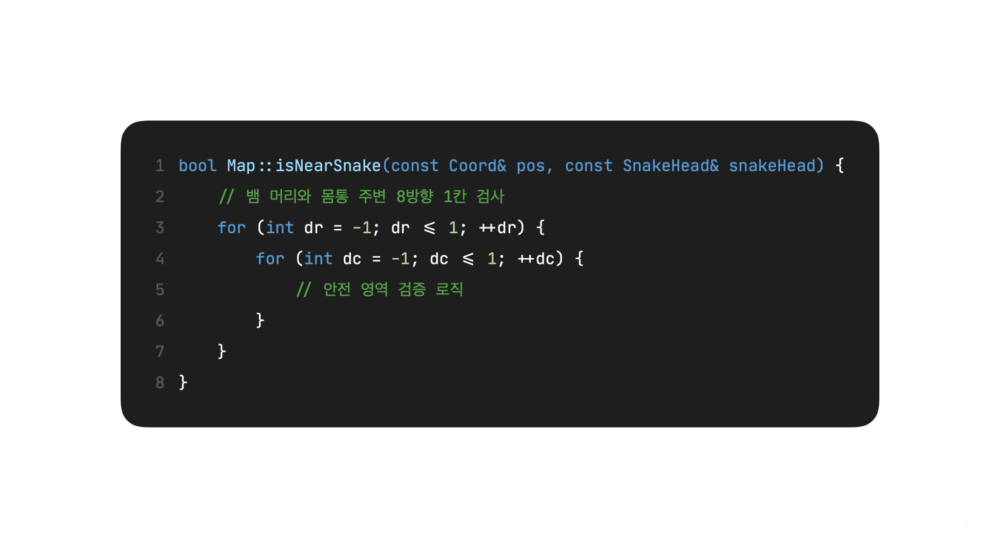 1 bool Map::isNearSnake(const Coord& pos, const SnakeHead& snakeHead) {
2     // 뱀 머리와 몸통 주변 8방향 1칸 검사
3     for (int dr = -1; dr <= 1; ++dr) {
4         for (int dc = -1; dc <= 1; ++dc) {
5             // 안전 영역 검증 로직
6         }
7     }
8 }